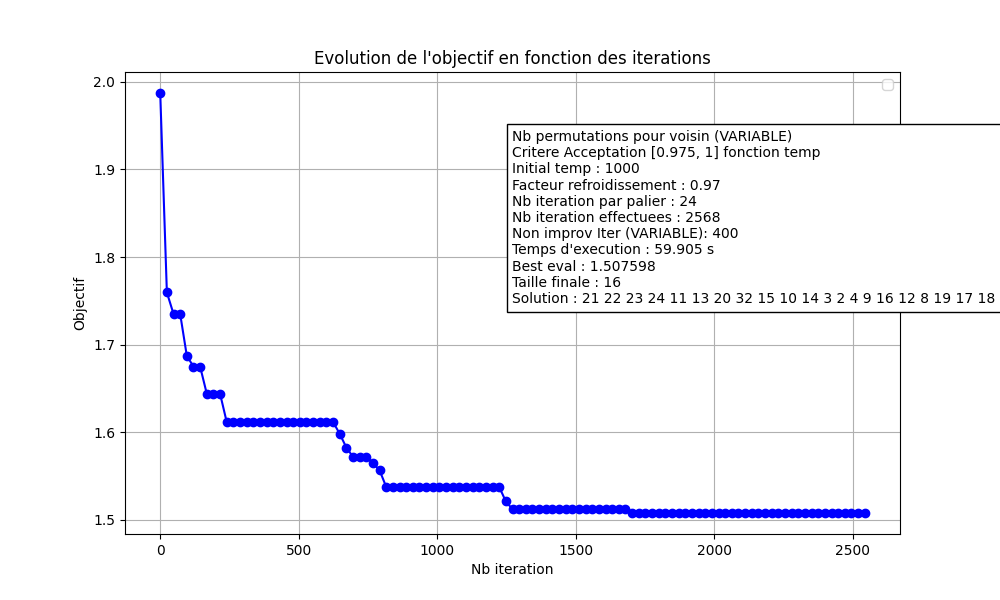 Evolution de l'objectif en fonction des iterations
2.0
1.9
1.8
1.7
1.6
1.5
Objectif
Nb permutations pour voisin (VARIABLE)
Critere Acceptation [0.975, 1] fonction temp
Initial temp : 1000
Facteur refroidissement : 0.97
Nb iteration par palier : 24
Nb iteration effectuees : 2568
Non improv Iter (VARIABLE): 400
Temps d'execution : 59.905 s
Best eval : 1.507598
Taille finale : 16
Solution : 21 22 23 24 11 13 20 32 15 10 14 3 2 4 9 16 12 8 19 17 18
0 500 1000 1500 2000 2500
Nb iteration